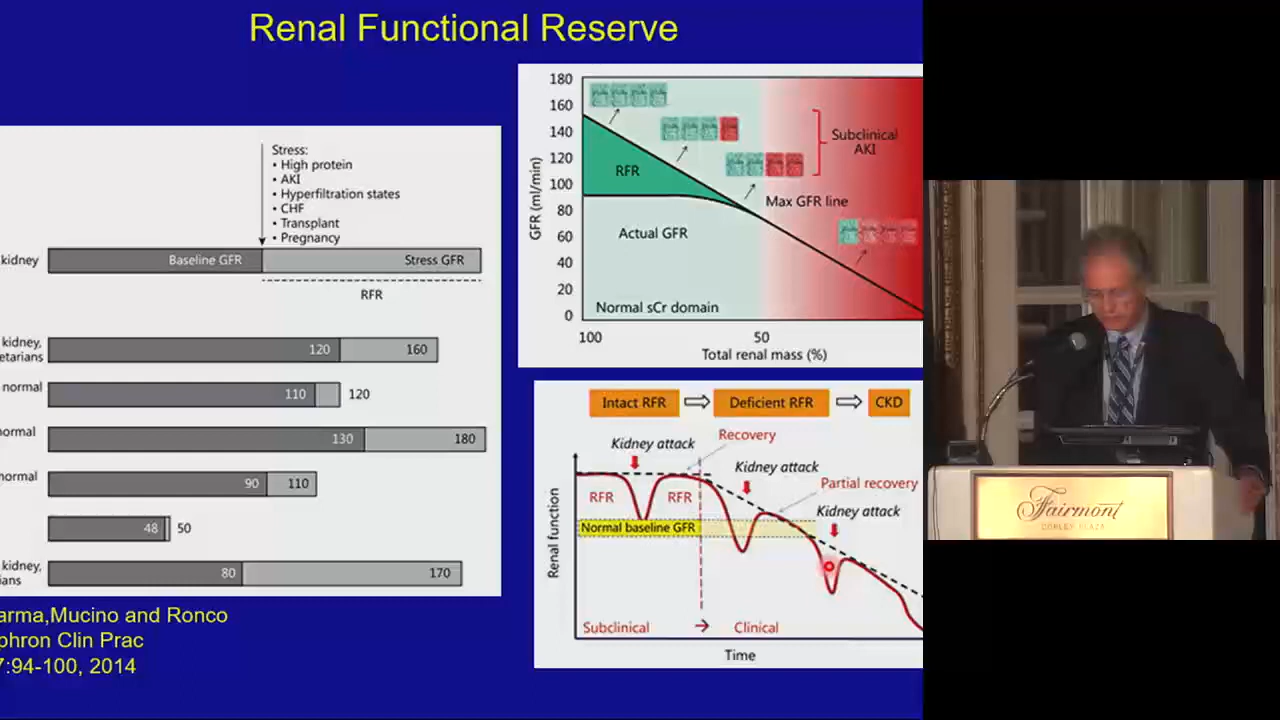 Renal Functional Reserve
Stress:
• High protein
• AKI
• Hyperfiltration states
• CHF
• Transplant
• Pregnancy
kidney
Baseline GFR
Stress GFR
RFR
kidney,
etarians
120
160
normal
110
120
normal
130
180
normal
90
110
48
50
kidney,
ians
80
170
arma,Mucino and Ronco
phron Clin Prac
7:94-100, 2014
GFR (ml/min)
180
160
140
120
100
80
60
40
20
0
RFR
Actual GFR
Normal sCr domain
Subclinical
AKI
Max GFR line
100
50
Total renal mass (%)
Intact RFR
Deficient RFR
CKD
Kidney attack
Recovery
Kidney attack
Partial recovery
Kidney attack
RFR
RFR
Normal baseline GFR
Renal function
Subclinical
Clinical
Time
Fairmont
COPLEY PLAZA